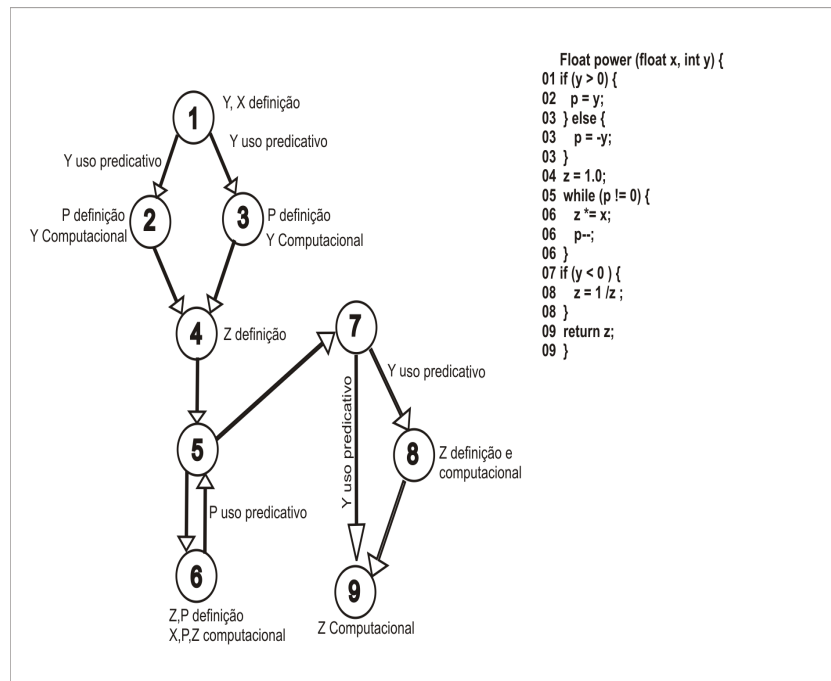 1
Y, X definição
Y uso predicativo
Y uso predicativo
P definição
Y Computacional
2
3
P definição
Y Computacional
4
Z definição
5
P uso predicativo
6
Z,P definição
X,P,Z computacional
7
Y uso predicativo
Y uso predicativo
8
Z definição e
computacional
9
Z Computacional
Float power (float x, int y) {
01 if (y > 0) {
02 p = y;
03 } else {
03 p = -y;
03 }
04 z = 1.0;
05 while (p != 0) {
06 z *= x;
06 p--;
06 }
07 if (y < 0 ) {
08 z = 1 /z ;
08 }
09 return z;
09 }